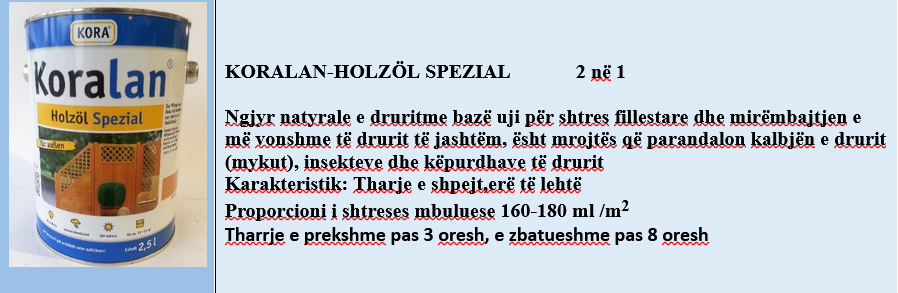 KORA
Koralan®
Holzöl Spezial
für außen
2,5 l
KORALAN-HOLZÖL SPEZIAL 2 në 1
Ngjyr natyrale e druritme bazë uji për shtres fillestare dhe mirëmbajtjen e
më vonshme të drurit të jashtëm, ësht mrojtës që parandalon kalbjën e drurit
(mykut), insekteve dhe këpurdhave të drurit
Karakteristik: Tharje e shpejt,erë të lehtë
Proporcioni i shtreses mbuluese 160-180 ml /m²
Tharrje e prekshme pas 3 oresh, e zbatueshme pas 8 oresh